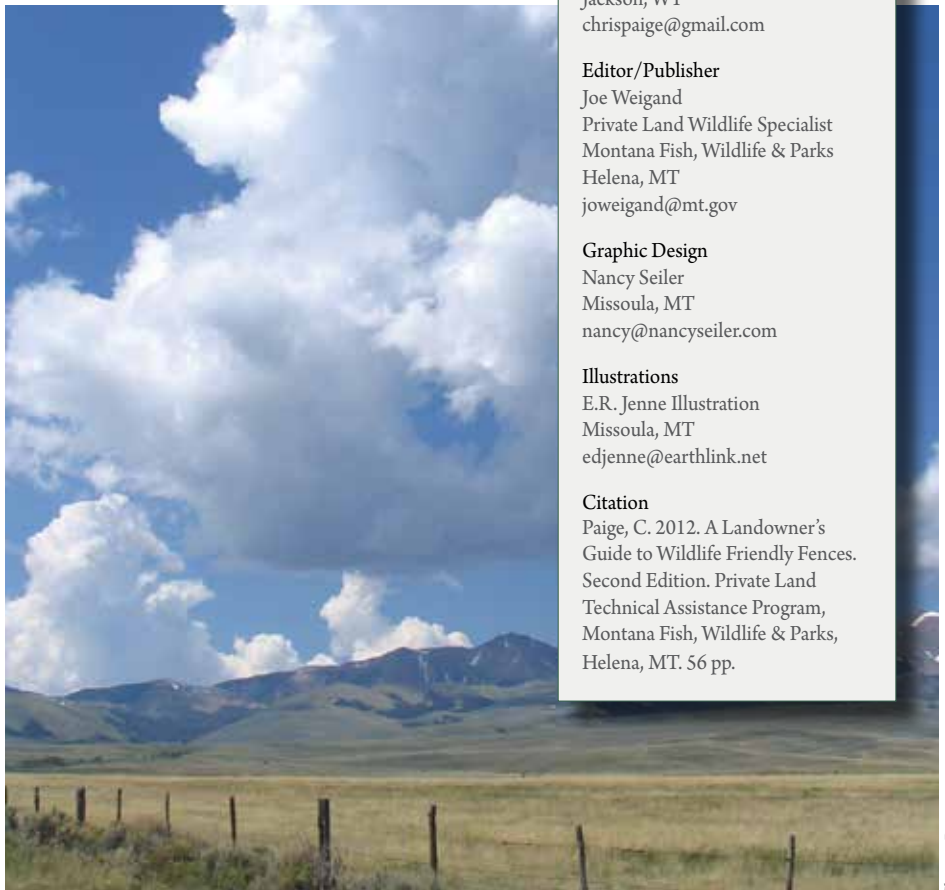 Jackson, WY
chrispaige@gmail.com
Editor/Publisher
Joe Weigand
Private Land Wildlife Specialist
Montana Fish, Wildlife & Parks
Helena, MT
joweigand@mt.gov
Graphic Design
Nancy Seiler
Missoula, MT
nancy@nancyseiler.com
Illustrations
E.R. Jenne Illustration
Missoula, MT
edjenne@earthlink.net
Citation
Paige, C. 2012. A Landowner’s
Guide to Wildlife Friendly Fences.
Second Edition. Private Land
Technical Assistance Program,
Montana Fish, Wildlife & Parks,
Helena, MT. 56 pp.